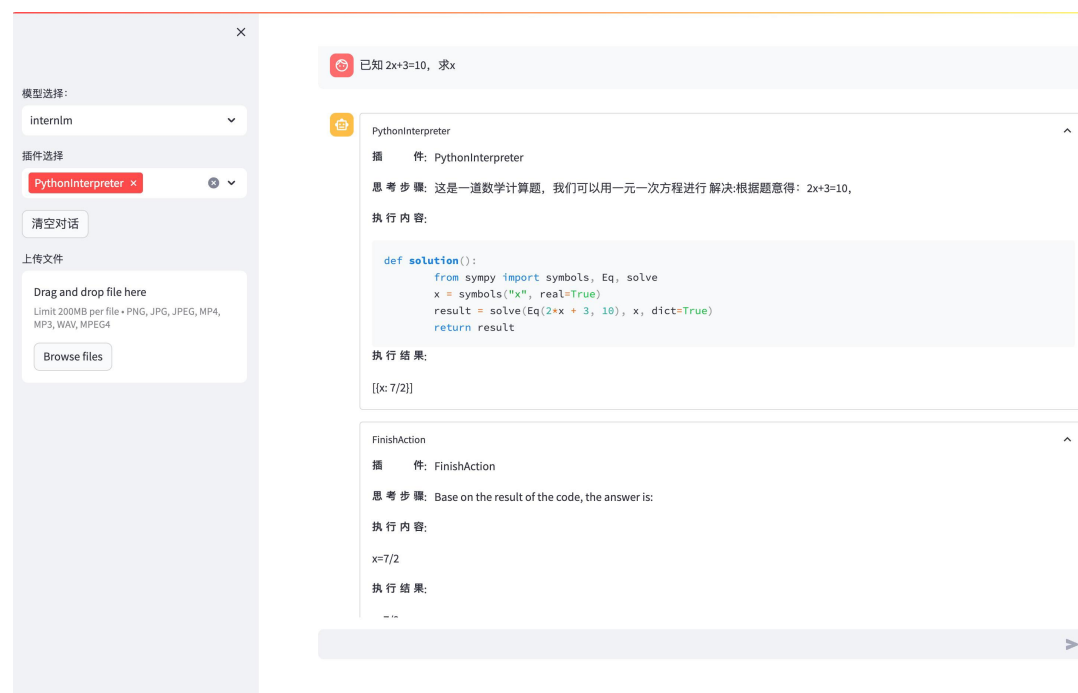 模型选择:
internlm
插件选择
PythonInterpreter ×
清空对话
上传文件
Drag and drop file here
Limit 200MB per file • PNG, JPG, JPEG, MP4,
MP3, WAV, MPEG4
Browse files
已知 2x+3=10，求x
PythonInterpreter
插 件: PythonInterpreter
思 考 步 骤: 这是一道数学计算题，我们可以用一元一次方程进行 解决:根据题意得：2x+3=10,
执 行 内 容:
def solution():
from sympy import symbols, Eq, solve
x = symbols("x", real=True)
result = solve(Eq(2*x + 3, 10), x, dict=True)
return result
执 行 结 果:
[{x: 7/2}]
FinishAction
插 件: FinishAction
思 考 步 骤: Base on the result of the code, the answer is:
执 行 内 容:
x=7/2
执 行 结 果: